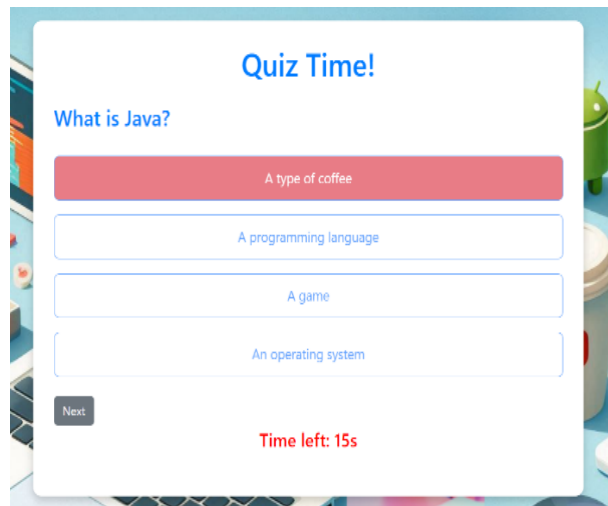 Quiz Time!
What is Java?
A type of coffee
A programming language
A game
An operating system
Next
Time left: 15s